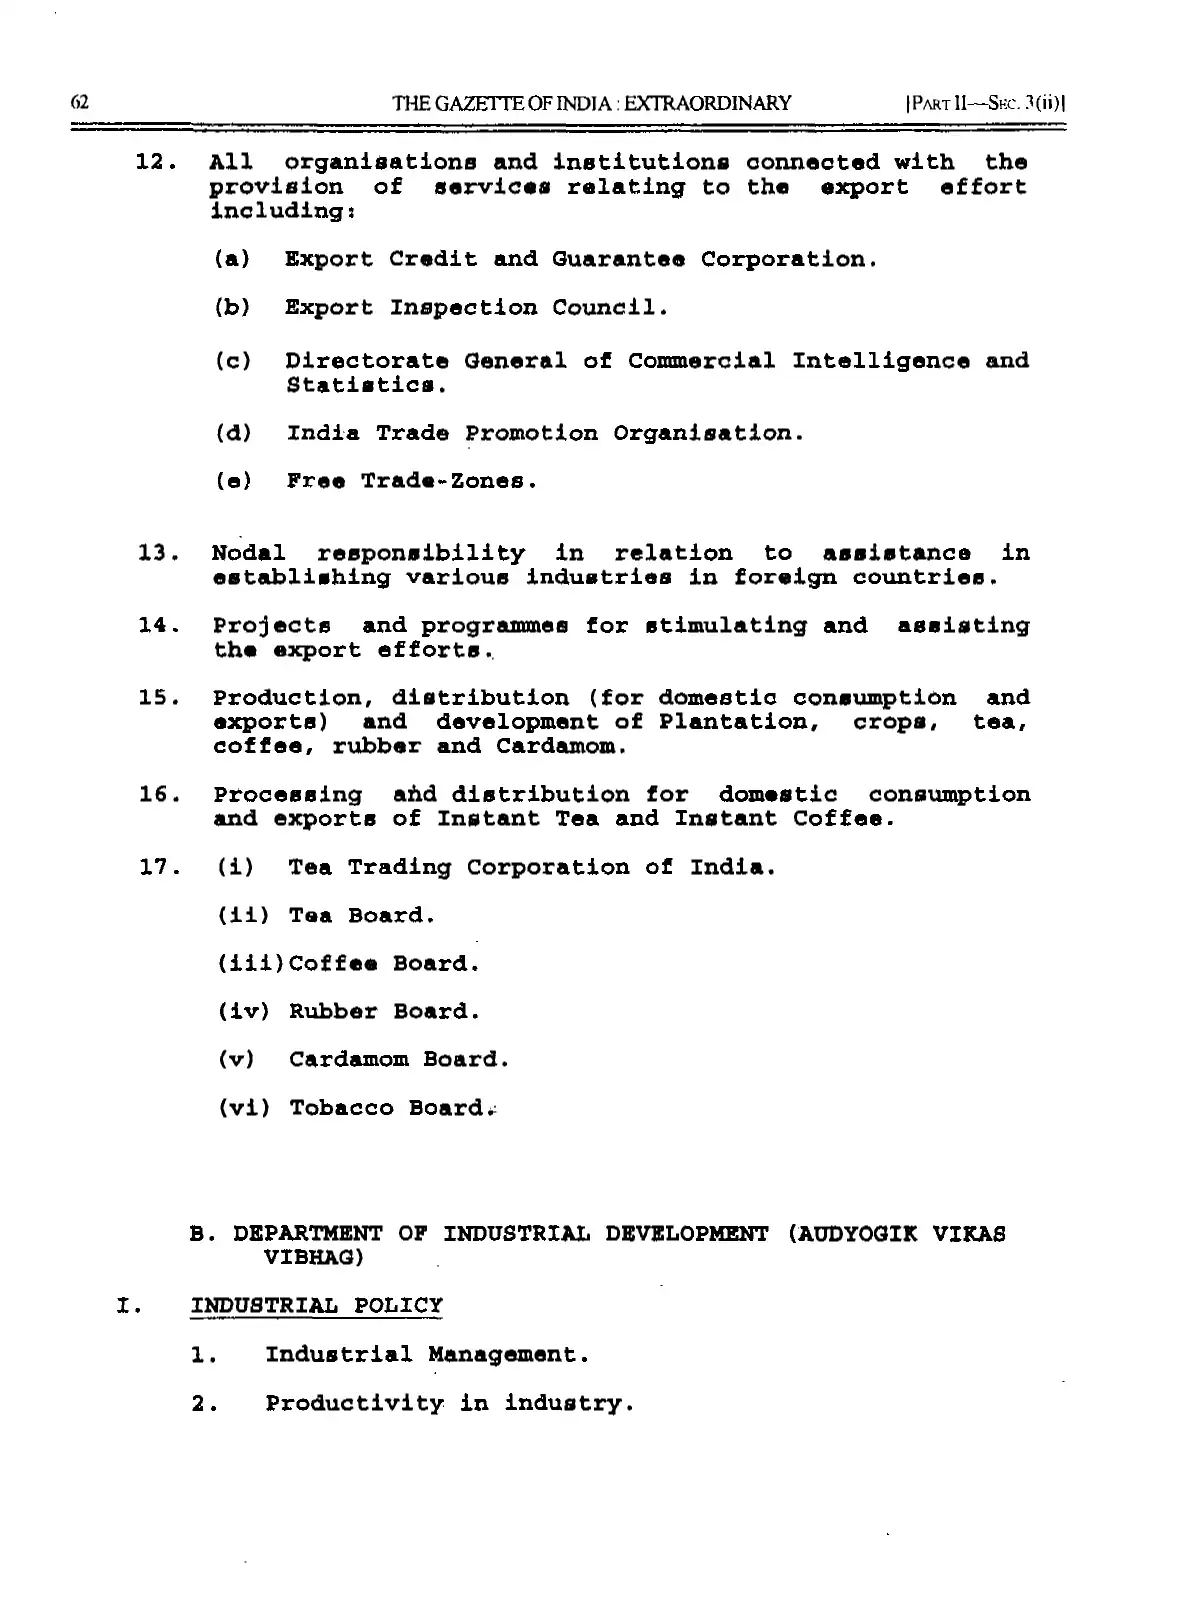 62 THE GAZETTE OF INDIA : EXTRAORDINARY [PART II—SEC. 3(ii)]
12. All organisations and institutions connected with the
provision of services relating to the export effort
including:
(a) Export Credit and Guarantee Corporation.
(b) Export Inspection Council.
(c) Directorate General of Commercial Intelligence and
Statistics.
(d) India Trade Promotion Organisation.
(e) Free Trade-Zones.
13. Nodal responsibility in relation to assistance in
establishing various industries in foreign countries.
14. Projects and programmes for stimulating and assisting
the export efforts.
15. Production, distribution (for domestic consumption and
exports) and development of Plantation, crops, tea,
coffee, rubber and Cardamom.
16. Processing and distribution for domestic consumption
and exports of Instant Tea and Instant Coffee.
17. (i) Tea Trading Corporation of India.
(ii) Tea Board.
(iii) Coffee Board.
(iv) Rubber Board.
(v) Cardamom Board.
(vi) Tobacco Board.
B. DEPARTMENT OF INDUSTRIAL DEVELOPMENT (AUDYOGIK VIKAS
VIBHAG)
I. INDUSTRIAL POLICY
1. Industrial Management.
2. Productivity in industry.